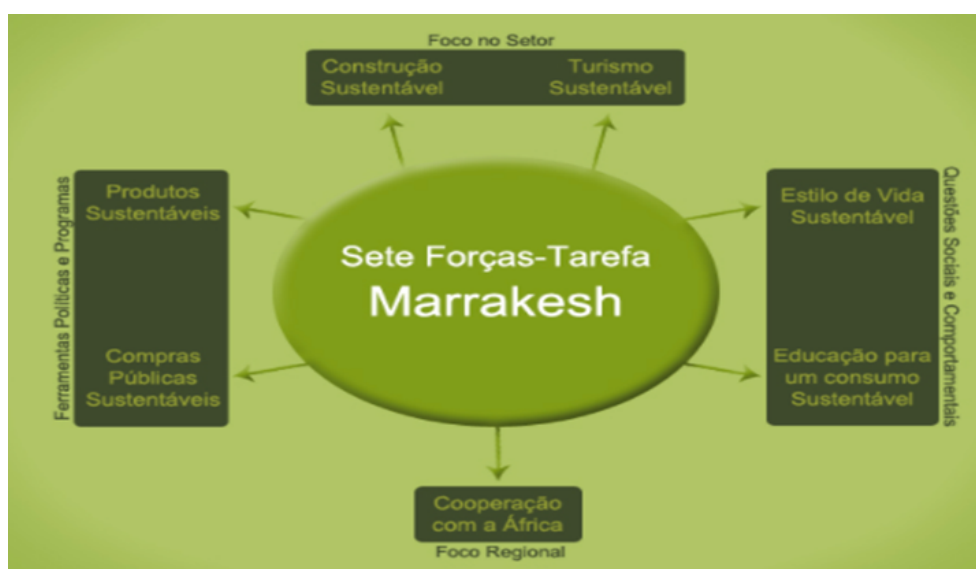 Foco no Setor
Construção
Sustentável
Turismo
Sustentável
Ferramentas Políticas e Programas
Produtos
Sustentáveis
Compras
Públicas
Sustentáveis
Sete Forças-Tarefa
Marrakesh
Estilo de Vida
Sustentável
Educação para
um consumo
Sustentável
Questões Sociais e Comportamentais
Cooperação
com a África
Foco Regional